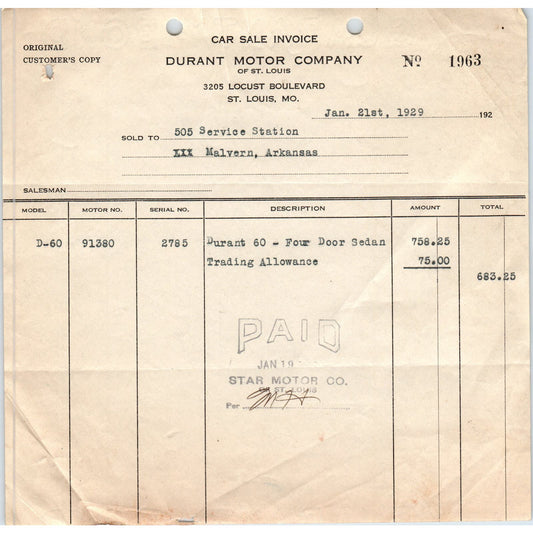 CAR SALE INVOICE
ORIGINAL
CUSTOMER'S COPY
DURANT MOTOR COMPANY
OF ST. LOUIS
Nº 1963
3205 LOCUST BOULEVARD
ST. LOUIS, MO.
Jan. 21st, 1929 192
SOLD TO 505 Service Station
XXX Malvern, Arkansas
SALESMAN
MODEL MOTOR NO. SERIAL NO. DESCRIPTION AMOUNT TOTAL
D-60 91380 2785 Durant 60 - Four Door Sedan 758.25
Trading Allowance 75.00
683.25
PAID
JAN 19
STAR MOTOR CO.
OF ST. LOUIS
Per